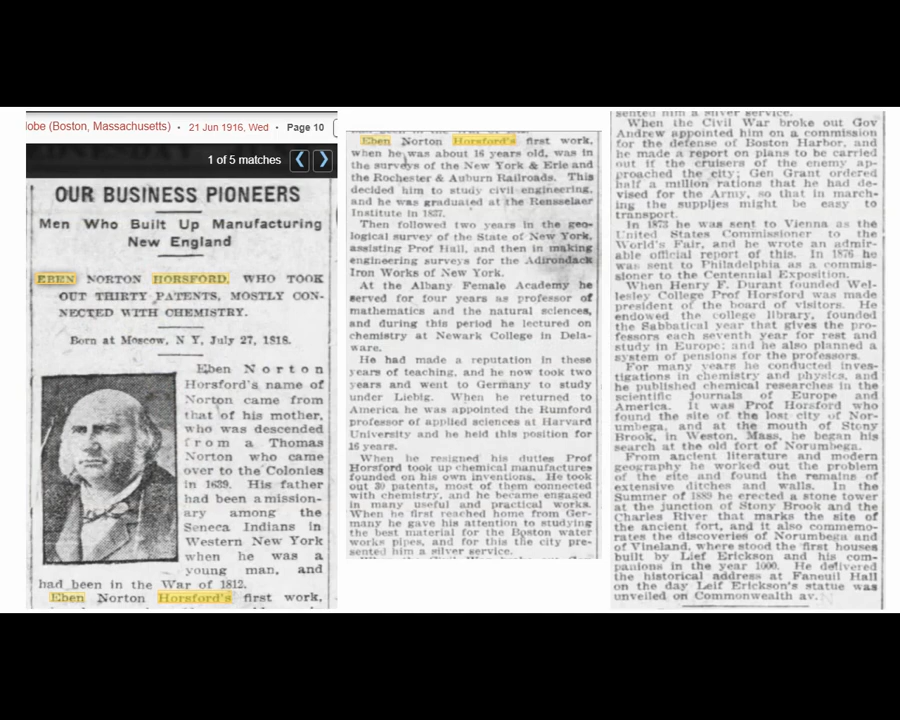 lobe (Boston, Massachusetts) • 21 Jun 1916, Wed • Page 10
1 of 5 matches
OUR BUSINESS PIONEERS
Men Who Built Up Manufacturing
New England
EBEN NORTON HORSFORD, WHO TOOK
OUT THIRTY PATENTS, MOSTLY CON-
NECTED WITH CHEMISTRY.
Born at Moscow, N Y, July 27, 1818.
Eben Norton
Horsford's name of
Norton came from
that of his mother,
who was descended
from a Thomas
Norton who came
over to the Colonies
in 1639. His father
had been a mission-
ary among the
Seneca Indians in
Western New York
when he was a
young man, and
had been in the War of 1812.
Eben Norton Horsford's first work,
Eben Norton Horsford's first work,
when he was about 16 years old, was in
the surveys of the New York & Erie and
the Rochester & Auburn Railroads. This
decided him to study civil engineering,
and he was graduated at the Rensselaer
Institute in 1837.
Then followed two years in the geo-
logical survey of the State of New York,
assisting Prof Hall, and then in making
engineering surveys for the Adirondack
Iron Works of New York.
At the Albany Female Academy he
served for four years as professor of
mathematics and the natural sciences,
and during this period he lectured on
chemistry at Newark College in Dela-
ware.
He had made a reputation in these
years of teaching, and he now took two
years and went to Germany to study
under Liebig. When he returned to
America he was appointed the Rumford
professor of applied sciences at Harvard
University and he held this position for
16 years.
When he resigned his duties Prof
Horsford took up chemical manufactures
founded on his own inventions. He took
out 30 patents, most of them connected
with chemistry, and he became engaged
in many useful and practical works.
When he first reached home from Ger-
many he gave his attention to studying
the best material for the Boston water
works pipes, and for this the city pre-
sented him a silver service.
sented him a silver service.
When the Civil War broke out Gov
Andrew appointed him on a commission
for the defense of Boston Harbor, and
he made a report on plans to be carried
out if the cruisers of the enemy ap-
proached the city; Gen Grant ordered
half a million rations that he had de-
vised for the Army, so that in march-
ing the supplies might be easy to
transport.
In 1873 he was sent to Vienna as the
United States Commissioner to the
World's Fair, and he wrote an admir-
able official report of this. In 1876 he
was sent to Philadelphia as a commis-
sioner to the Centennial Exposition.
When Henry F. Durant founded Wel-
lesley College Prof Horsford was made
president of the board of visitors. He
endowed the college library, founded
the Sabbatical year that gives the pro-
fessors each seventh year for rest and
study in Europe; and he also planned a
system of pensions for the professors.
For many years he conducted inves-
tigations in chemistry and physics, and
he published chemical researches in the
scientific journals of Europe and
America. It was Prof Horsford who
found the site of the lost city of Nor-
umbega, and at the mouth of Stony
Brook, in Weston, Mass, he began his
search at the old fort of Norumbega.
From ancient literature and modern
geography he worked out the problem
of the site and found the remains of
extensive ditches and walls. In the
Summer of 1889 he erected a stone tower
at the junction of Stony Brook and the
Charles River that marks the site of
the ancient fort, and it also commemo-
rates the discoveries of Norumbega and
of Vineland, where stood the first houses
built by Lief Erickson and his com-
panions in the year 1000. He delivered
the historical address at Faneuil Hall
on the day Leif Erickson's statue was
unveiled on Commonwealth av.